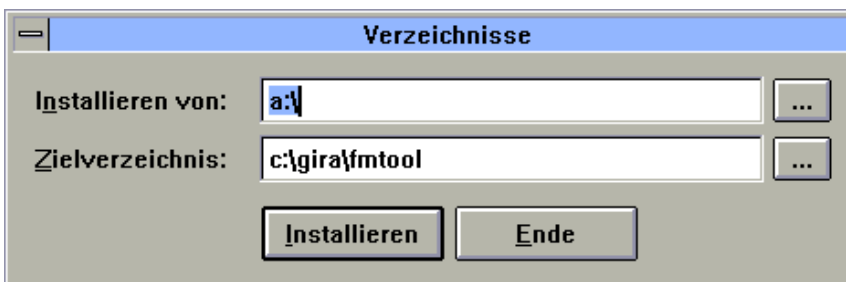 Verzeichnisse
Installieren von: a:\ ...
Zielverzeichnis: c:\gira\fmtool ...
Installieren Ende